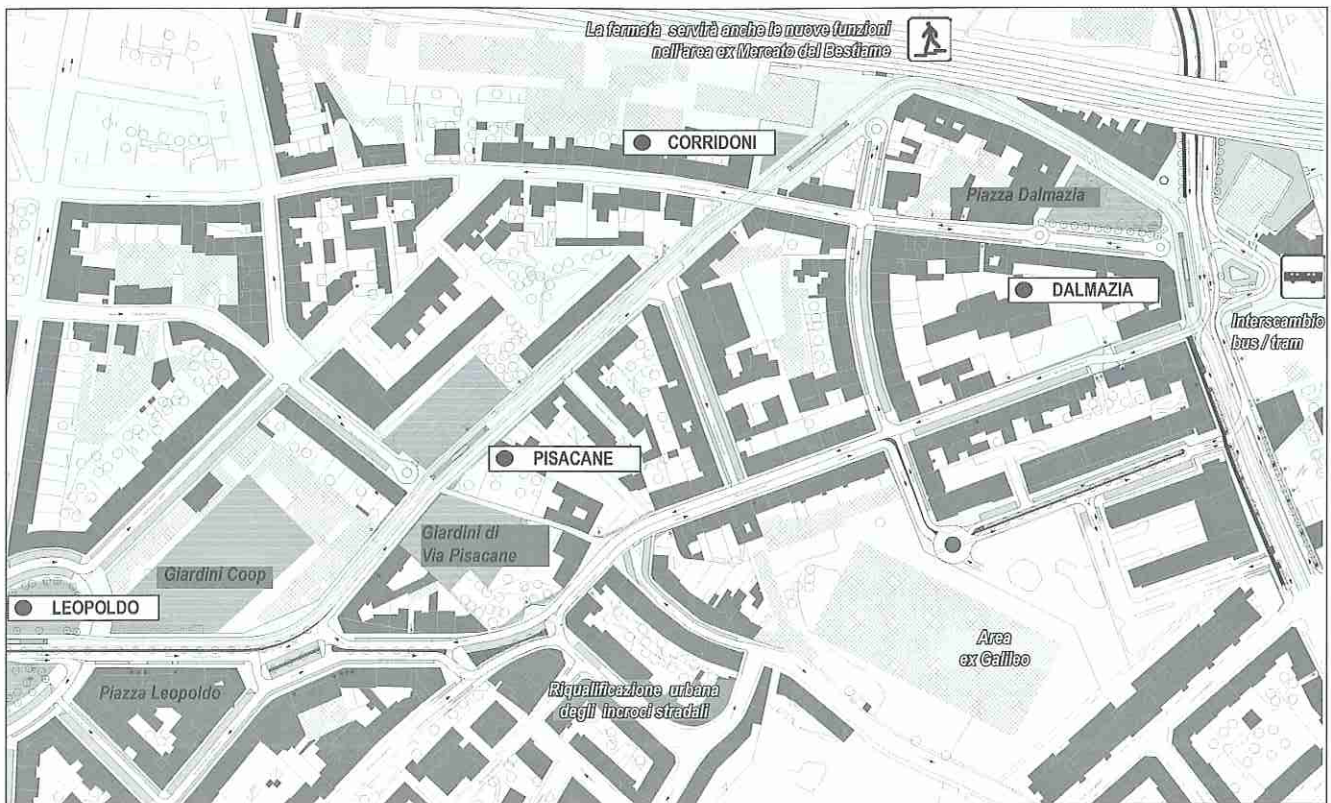 La fermata servirà anche le nuove funzioni
nell'area ex Mercato del Bestiame
CORRIDONI
Piazza Dalmazia
DALMAZIA
Interscambio
bus / tram
PISACANE
Giardini di
Via Pisacane
Giardini Coop
LEOPOLDO
Area
ex Galileo
Piazza Leopoldo
Riqualificazione urbana
degli incroci stradali